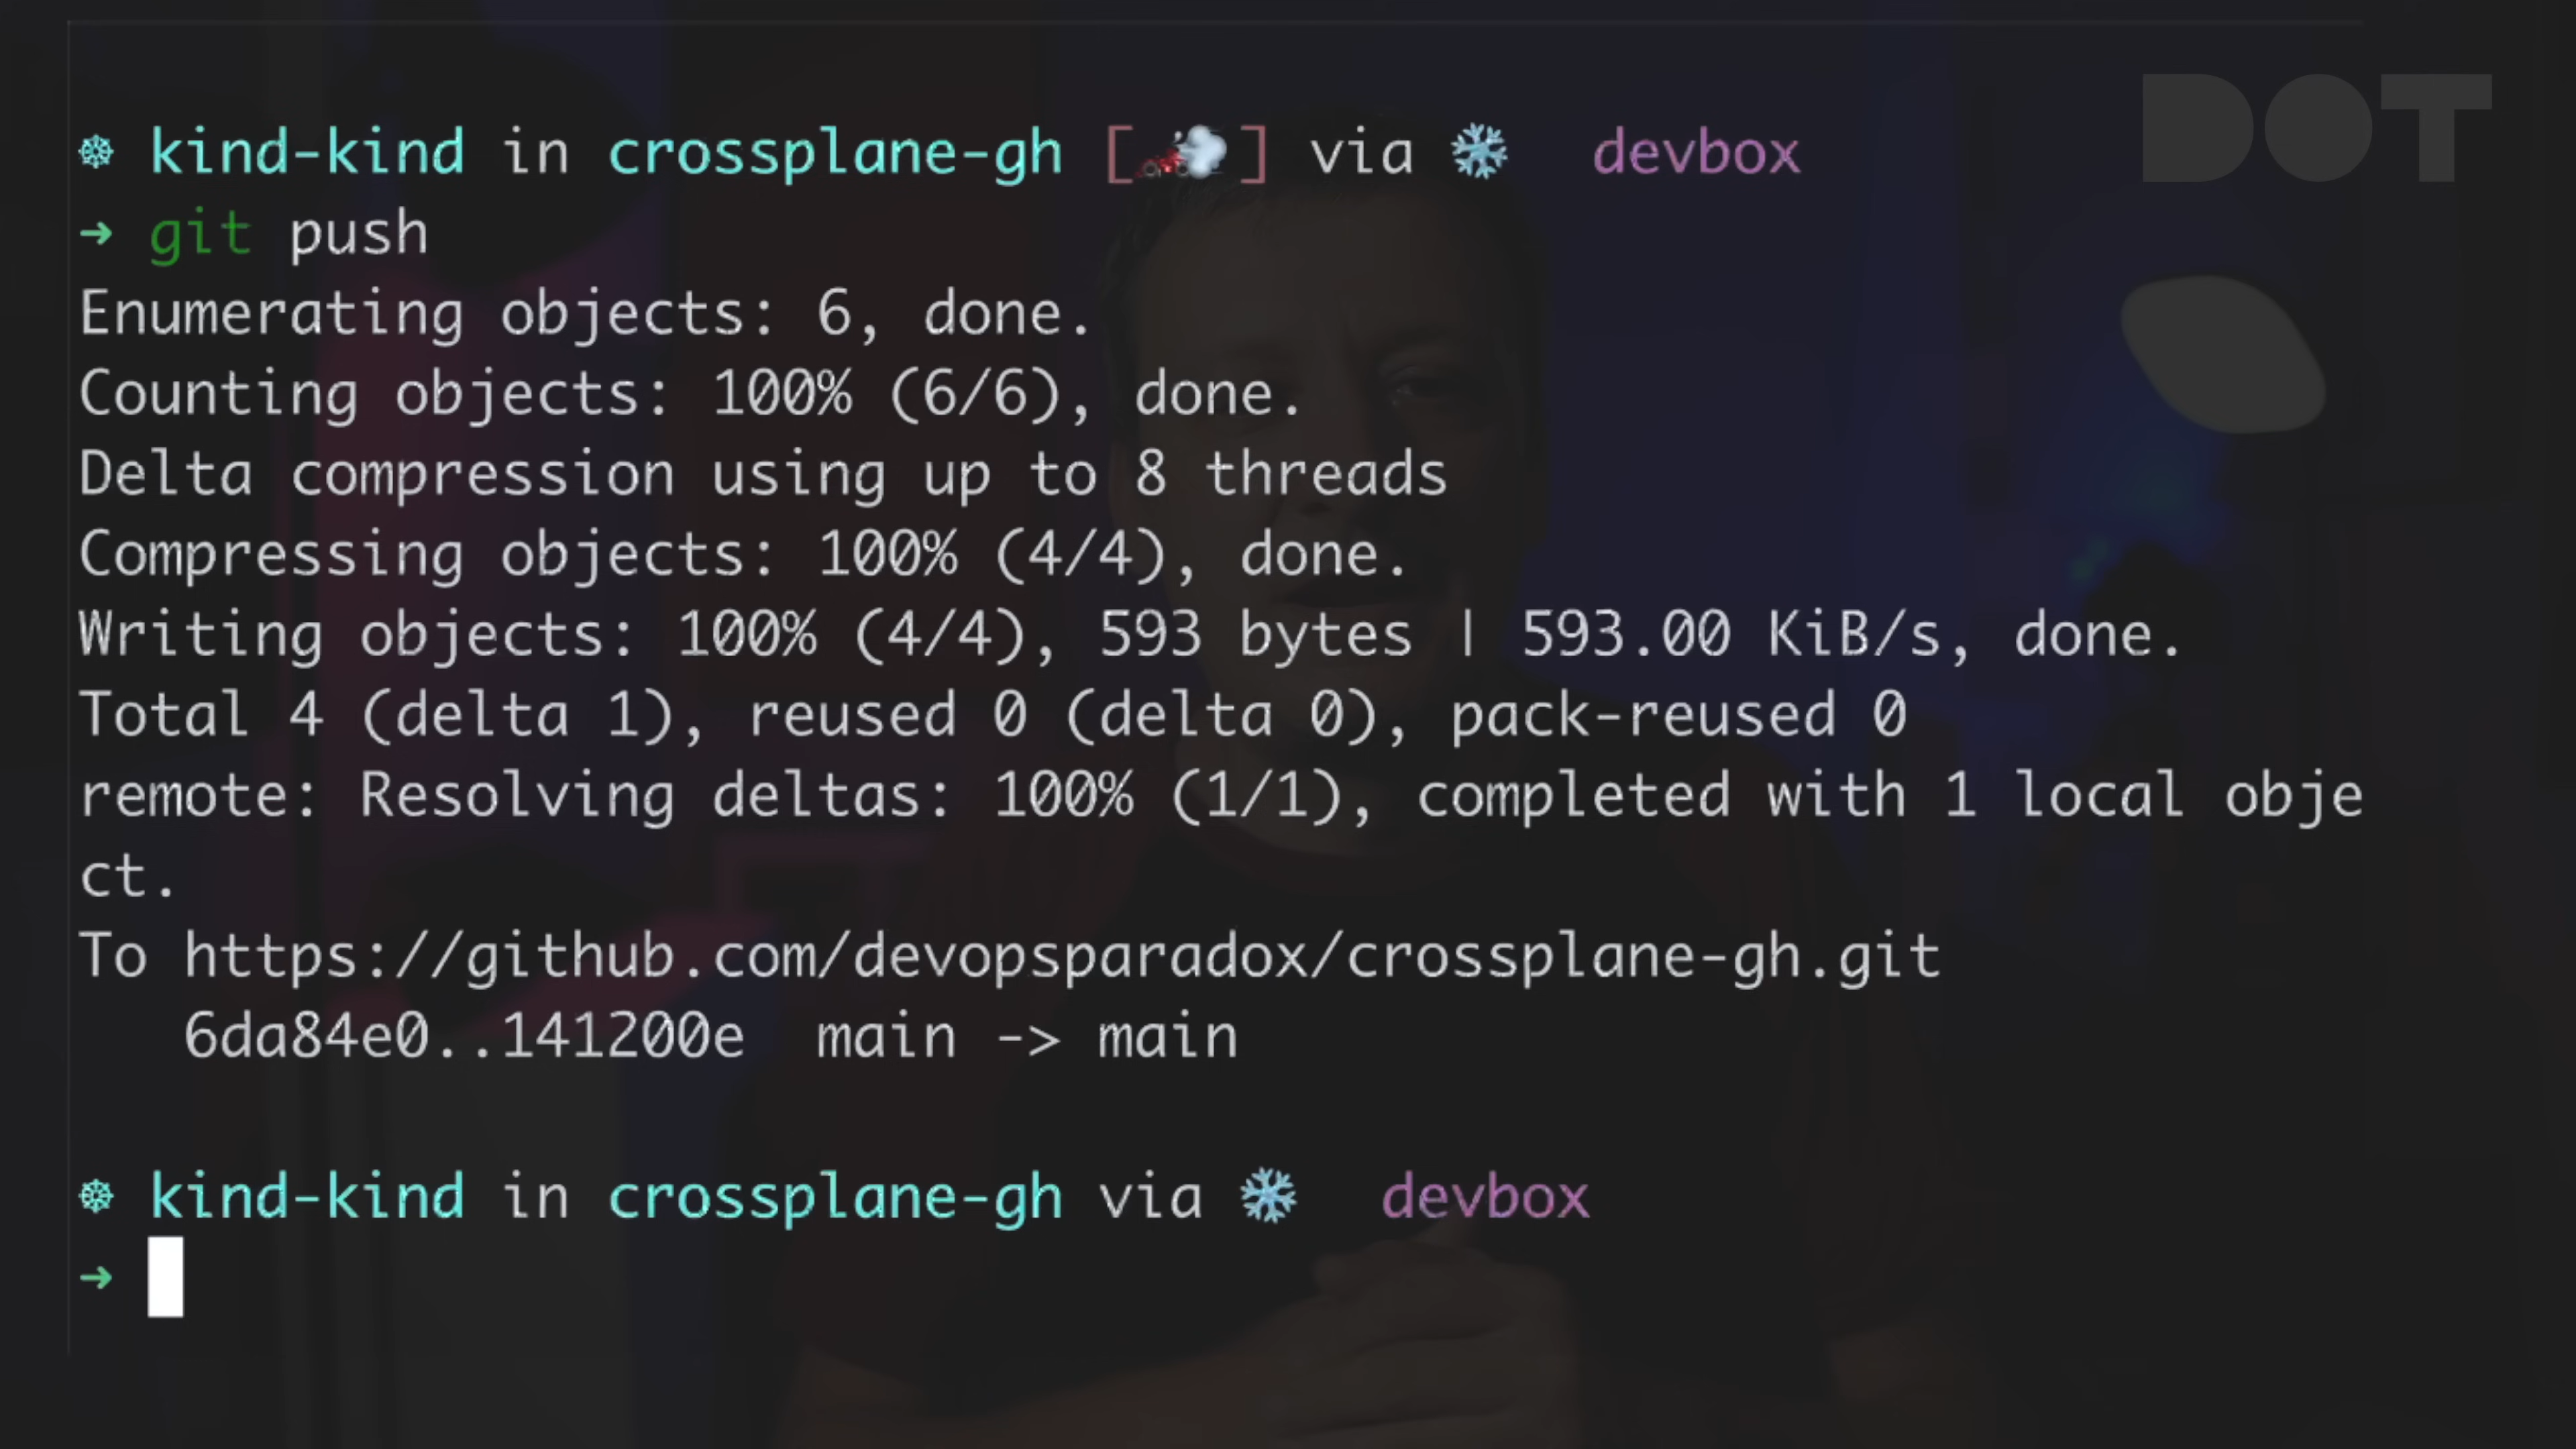 DOT
☸ kind-kind in crossplane-gh [🏎💨] via ❄️ devbox
➜ git push
Enumerating objects: 6, done.
Counting objects: 100% (6/6), done.
Delta compression using up to 8 threads
Compressing objects: 100% (4/4), done.
Writing objects: 100% (4/4), 593 bytes | 593.00 KiB/s, done.
Total 4 (delta 1), reused 0 (delta 0), pack-reused 0
remote: Resolving deltas: 100% (1/1), completed with 1 local obje
ct.
To https://github.com/devopsparadox/crossplane-gh.git
   6da84e0..141200e  main -> main
☸ kind-kind in crossplane-gh via ❄️ devbox
➜